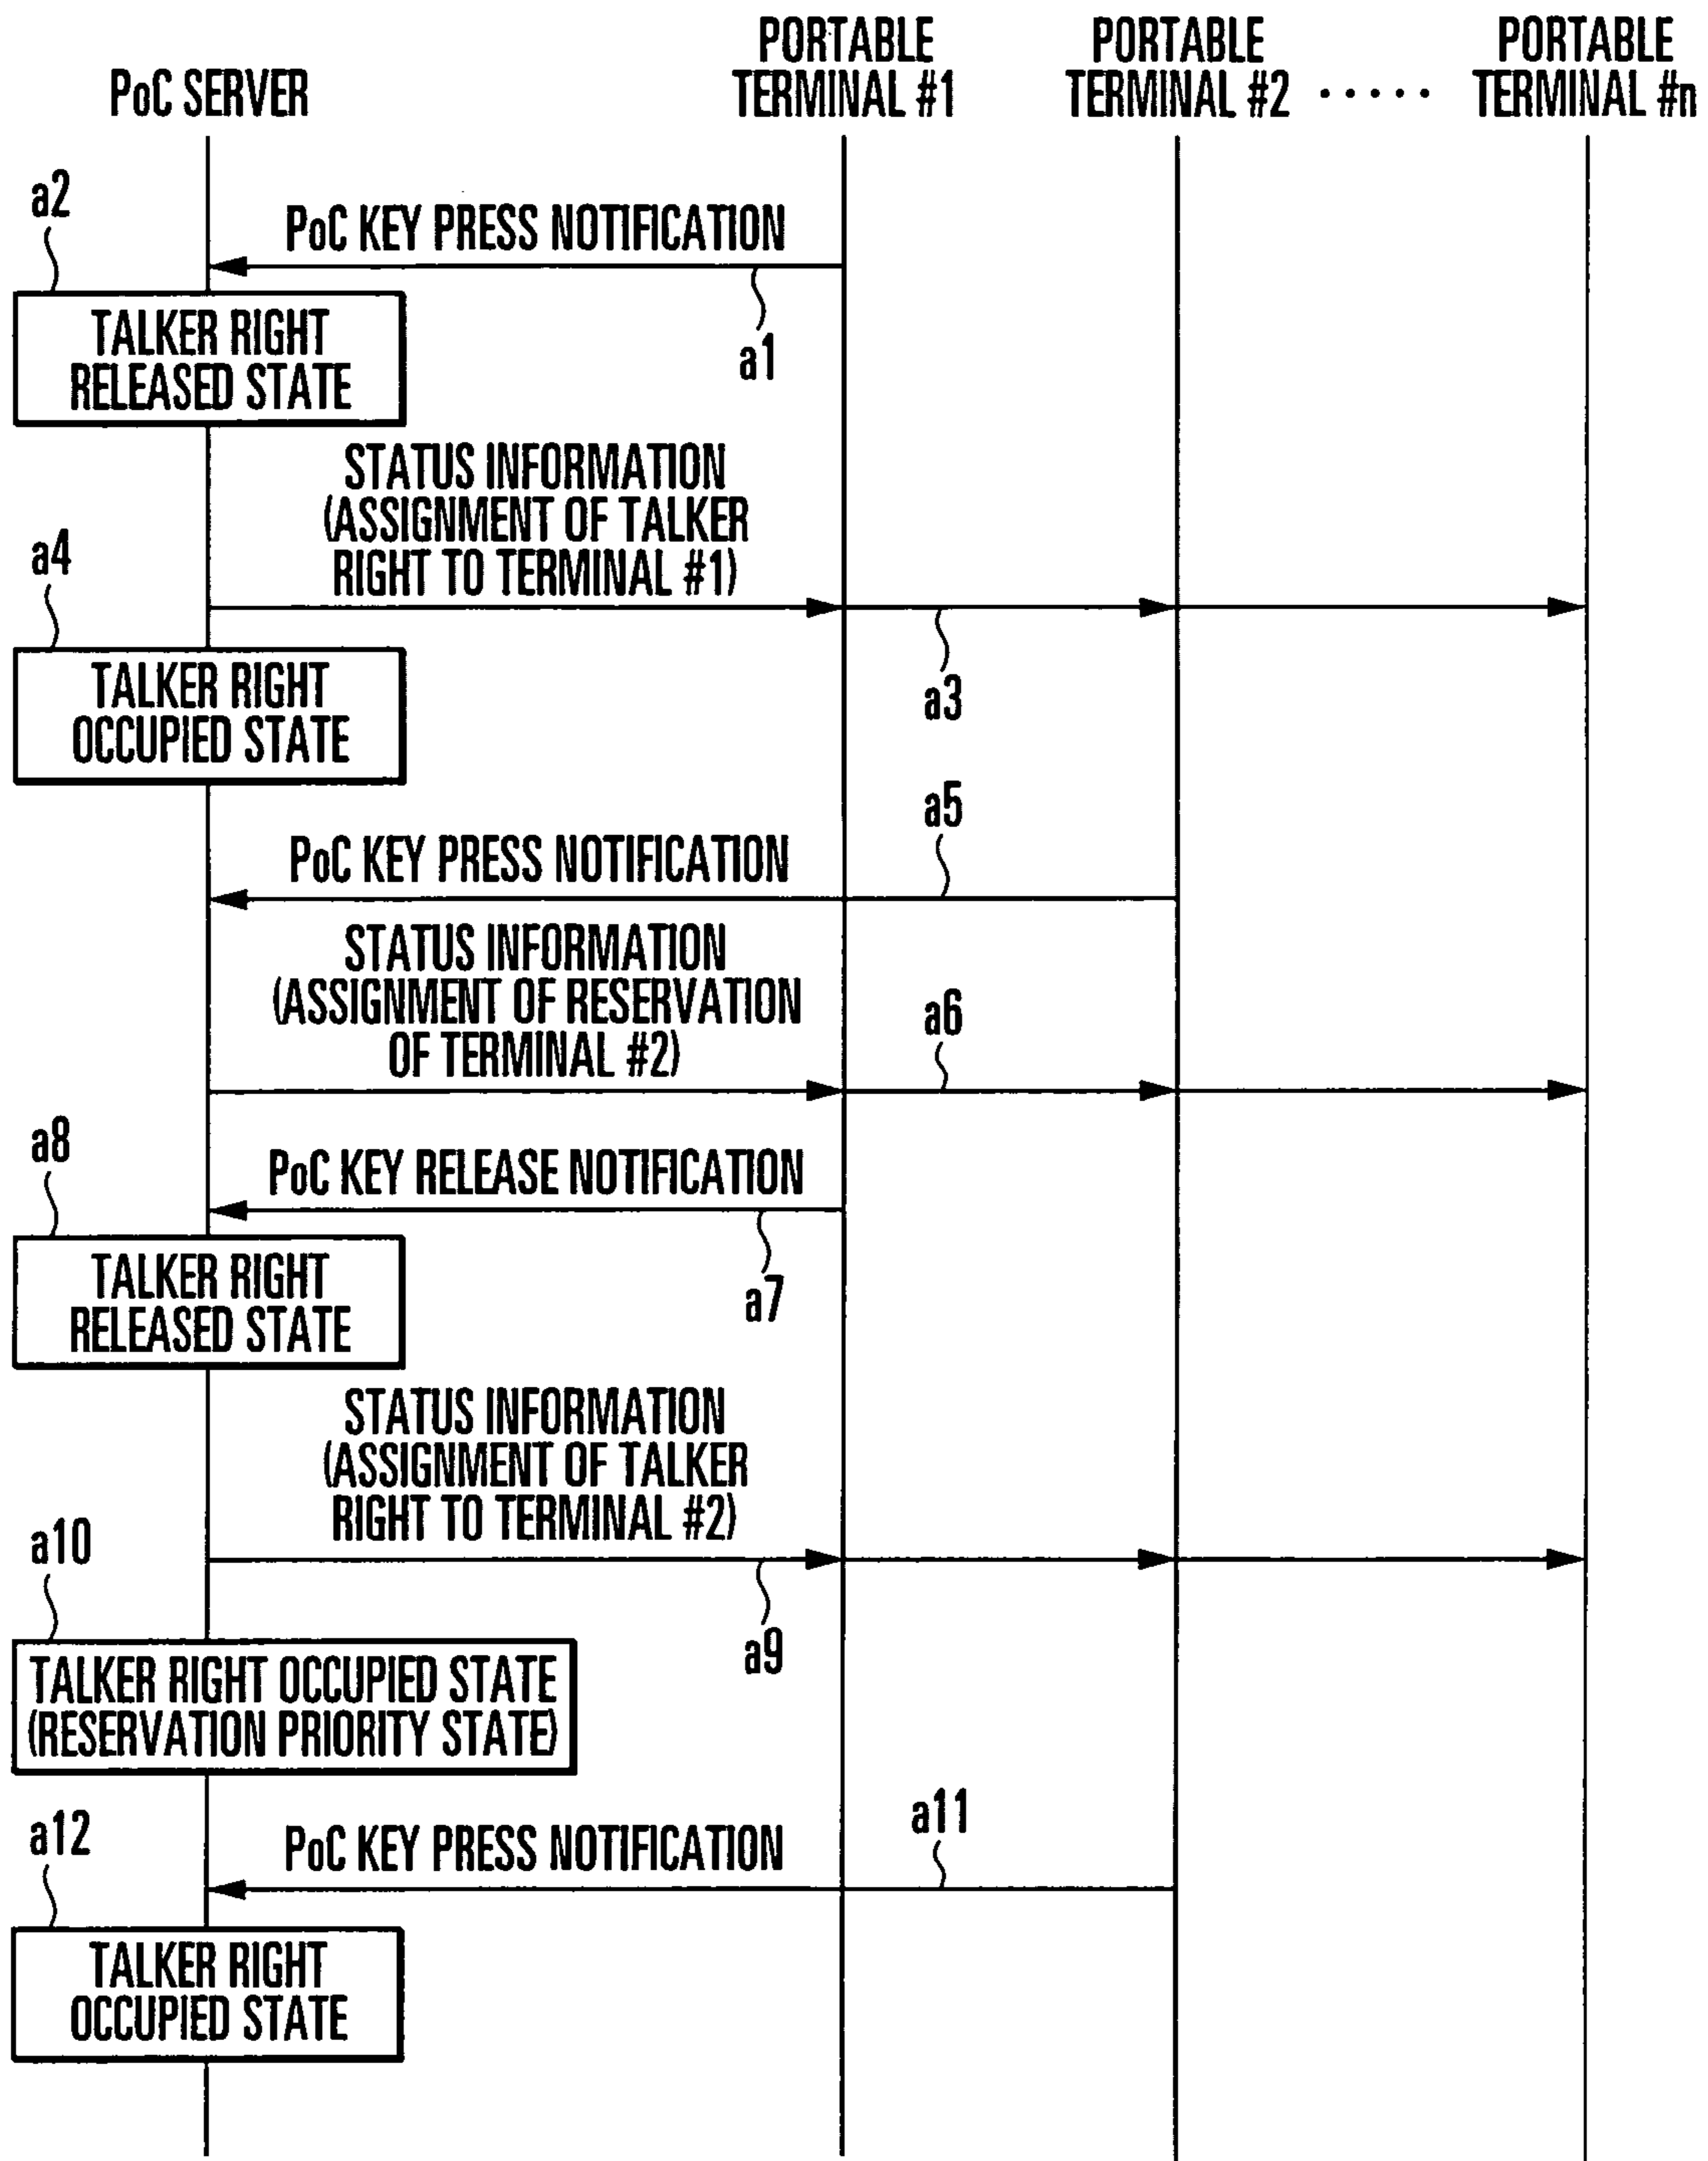 PoC SERVER
PORTABLE
TERMINAL #1
PORTABLE
TERMINAL #2
.....
PORTABLE
TERMINAL #n
a2
PoC KEY PRESS NOTIFICATION
a1
TALKER RIGHT
RELEASED STATE
STATUS INFORMATION
(ASSIGNMENT OF TALKER
RIGHT TO TERMINAL #1)
a4
a3
TALKER RIGHT
OCCUPIED STATE
a5
PoC KEY PRESS NOTIFICATION
STATUS INFORMATION
(ASSIGNMENT OF RESERVATION
OF TERMINAL #2)
a6
a8
PoC KEY RELEASE NOTIFICATION
a7
TALKER RIGHT
RELEASED STATE
STATUS INFORMATION
(ASSIGNMENT OF TALKER
RIGHT TO TERMINAL #2)
a10
a9
TALKER RIGHT OCCUPIED STATE
(RESERVATION PRIORITY STATE)
a11
a12
PoC KEY PRESS NOTIFICATION
TALKER RIGHT
OCCUPIED STATE